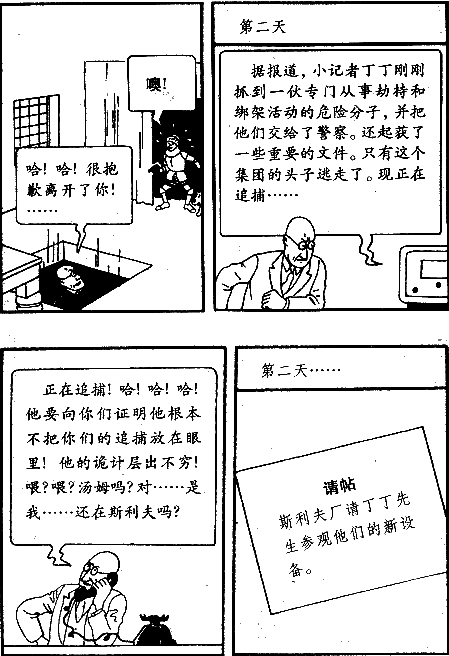 噢！
哈！哈！很抱
歉离开了你！
……
第二天
据报道，小记者丁丁刚刚
抓到一伙专门从事劫持和
绑架活动的危险分子，并把
他们交给了警察。还起获了
一些重要的文件。只有这个
集团的头子逃走了。现正在
追捕……
正在追捕！哈！哈！哈！
他要向你们证明他根本
不把你们的追捕放在眼
里！他的诡计层出不穷！
喂？喂？汤姆吗？对……是
我……还在斯利夫吗？
第二天……
请帖
斯利夫厂请丁丁先
生参观他们的新设
备。